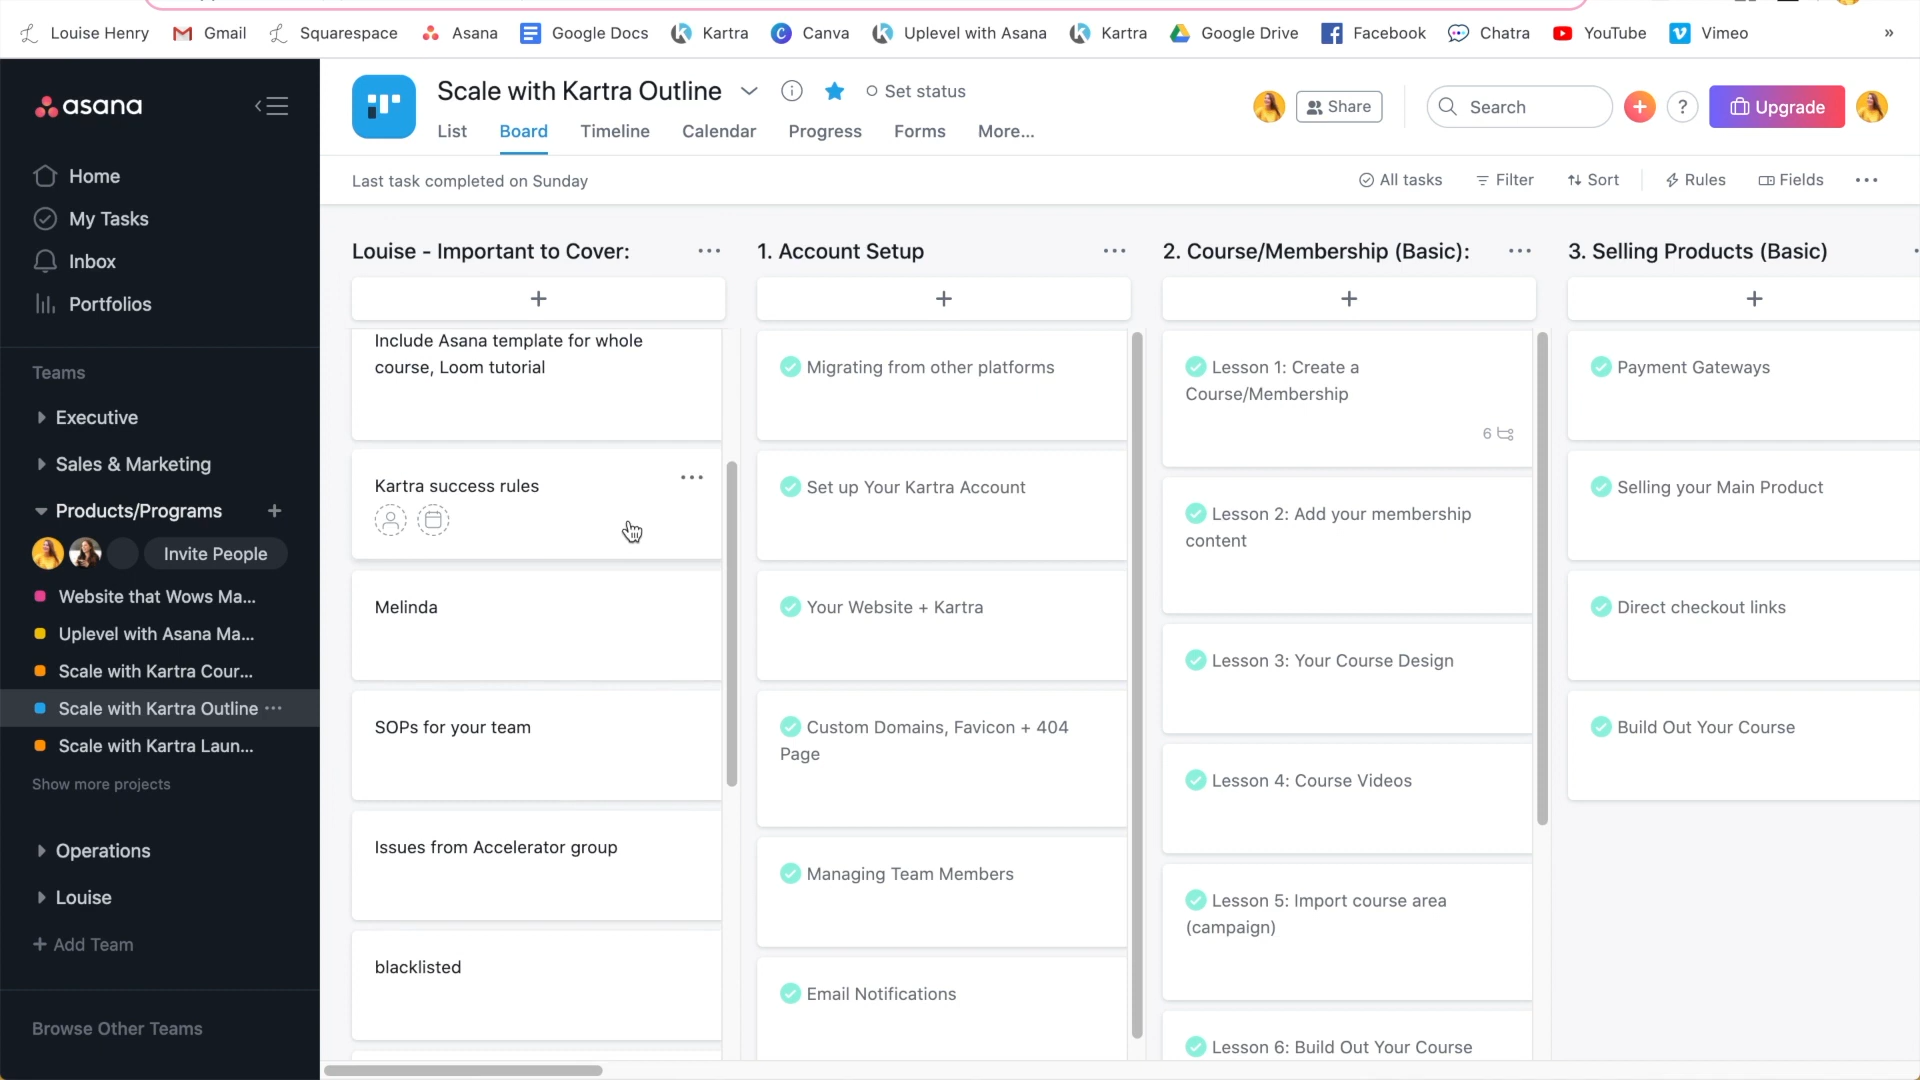 Louise Henry
Gmail
Squarespace
Asana
Google Docs
Kartra
Canva
Uplevel with Asana
Kartra
Google Drive
Facebook
Chatra
YouTube
Vimeo
»
asana
Home
My Tasks
Inbox
Portfolios
Teams
Executive
Sales & Marketing
Products/Programs
Invite People
Website that Wows Ma...
Uplevel with Asana Ma...
Scale with Kartra Cour...
Scale with Kartra Outline
Scale with Kartra Laun...
Show more projects
Operations
Louise
+ Add Team
Browse Other Teams
Scale with Kartra Outline
Set status
List
Board
Timeline
Calendar
Progress
Forms
More...
Share
Search
?
Upgrade
Last task completed on Sunday
All tasks
Filter
Sort
Rules
Fields
Louise - Important to Cover:
+
Include Asana template for whole
course, Loom tutorial
Kartra success rules
Melinda
SOPs for your team
Issues from Accelerator group
blacklisted
1. Account Setup
+
Migrating from other platforms
Set up Your Kartra Account
Your Website + Kartra
Custom Domains, Favicon + 404
Page
Managing Team Members
Email Notifications
2. Course/Membership (Basic):
+
Lesson 1: Create a
Course/Membership
6
Lesson 2: Add your membership
content
Lesson 3: Your Course Design
Lesson 4: Course Videos
Lesson 5: Import course area
(campaign)
Lesson 6: Build Out Your Course
3. Selling Products (Basic)
+
Payment Gateways
Selling your Main Product
Direct checkout links
Build Out Your Course